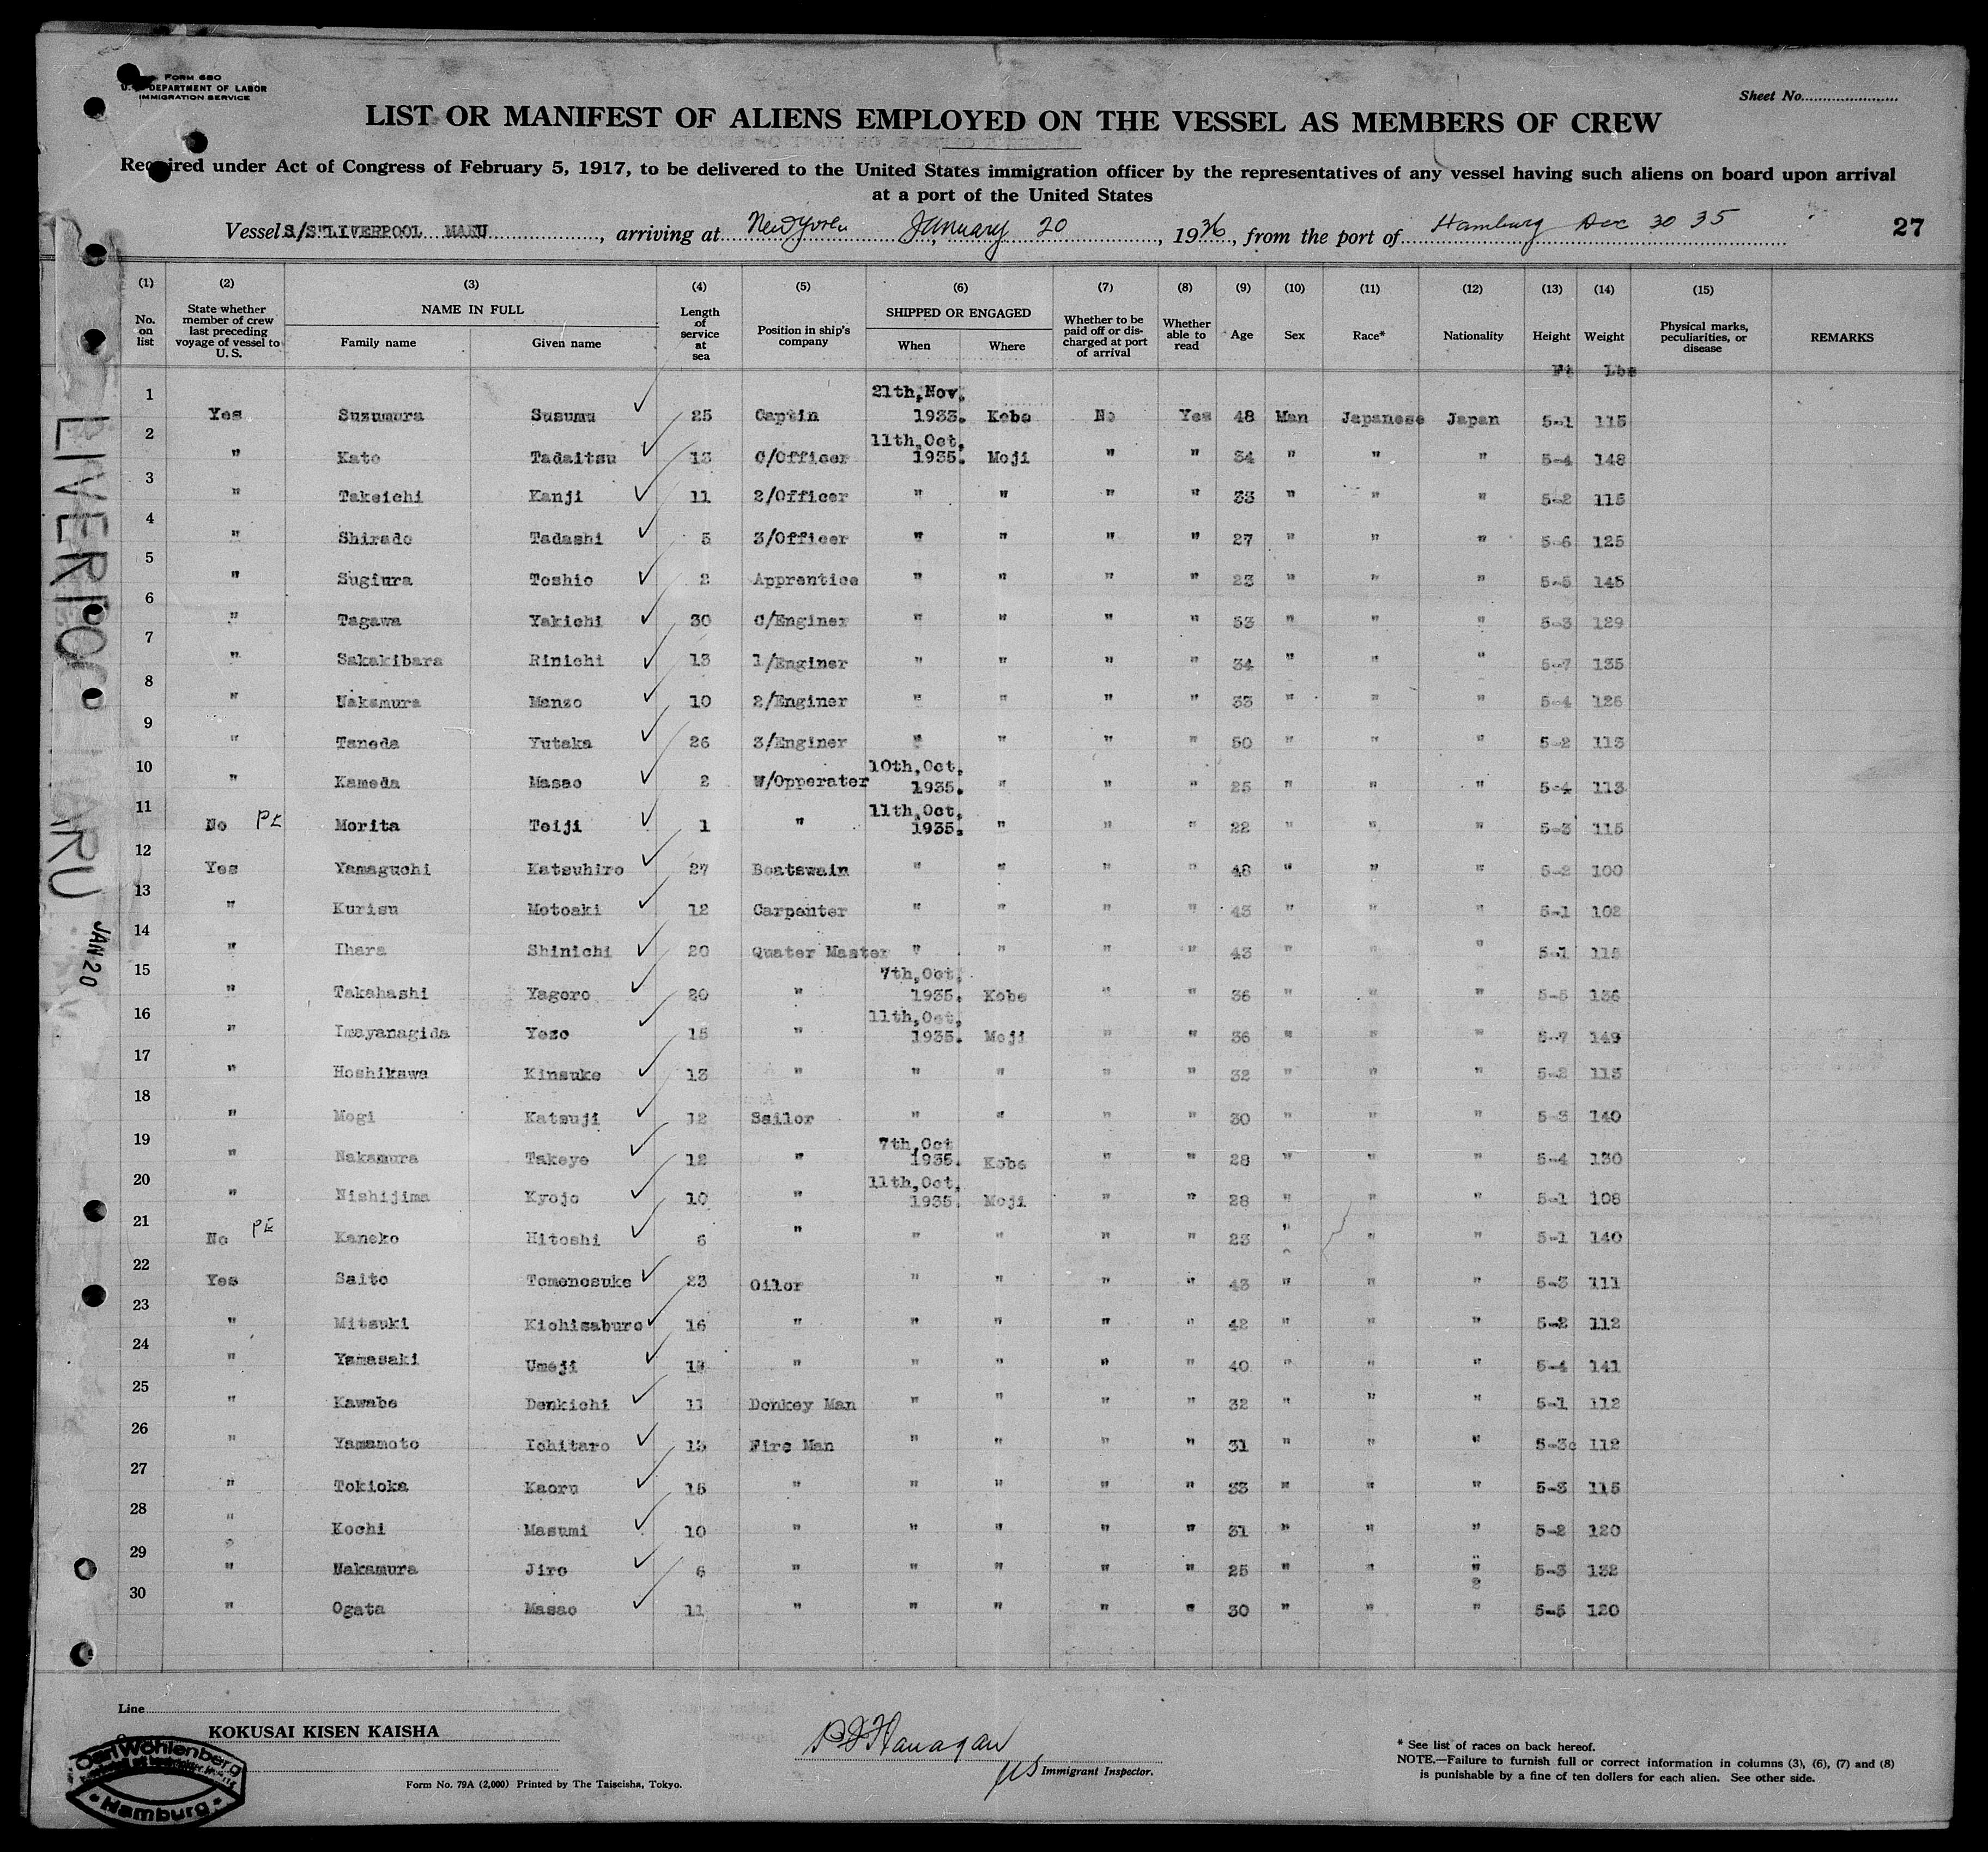 FORM 680
U. S. DEPARTMENT OF LABOR
IMMIGRATION SERVICE
Sheet No.
LIST OR MANIFEST OF ALIENS EMPLOYED ON THE VESSEL AS MEMBERS OF CREW
Required under Act of Congress of February 5, 1917, to be delivered to the United States immigration officer by the representatives of any vessel having such aliens on board upon arrival
at a port of the United States
Vessel S/S"LIVERPOOL MARU, arriving at New York January 20, 1936, from the port of Hamburg Dec 30 35
27
(1) (2) (3) (4) (5) (6) (7) (8) (9) (10) (11) (12) (13) (14) (15)
No. on list State whether member of crew last preceding voyage of vessel to U. S. NAME IN FULL Family name Given name Length of service at sea Position in ship's company SHIPPED OR ENGAGED When Where Whether to be paid off or discharged at port of arrival Whether able to read Age Sex Race* Nationality Height Weight Physical marks, peculiarities, or disease REMARKS
Ft Lbs
1 Yes Suzumura Susumu 25 Captin 21th,Nov. 1933. Kobe No Yes 48 Man Japanese Japan 5-1 115
2 " Kato Tadaitsu 13 C/Officer 11th,Oct, 1935. Moji " " 34 " " " 5-4 148
3 " Takeichi Kanji 11 2/Officer " " " " 33 " " " 5-2 115
4 " Shirado Tadashi 5 3/Officer " " " " 27 " " " 5-6 125
5 " Sugiura Toshio 2 Apprentice " " " " 23 " " " 5-5 145
6 " Tagawa Yakichi 30 C/Enginer " " " " 53 " " " 5-3 129
7 " Sakakibara Rinichi 13 1/Enginer " " " " 34 " " " 5-7 135
8 " Nakamura Manzo 10 2/Enginer " " " " 33 " " " 5-4 126
9 " Taneda Yutaka 26 3/Enginer " " " " 50 " " " 5-2 113
10 " Kameda Masao 2 W/Opperater 10th,Oct, 1935. " " " 25 " " " 5-4 113
11 No PE Morita Teiji 1 " 11th,Oct, 1935. " " " 22 " " " 5-3 115
12 Yes Yamaguchi Katsuhiro 27 Boatswain " " " " 48 " " " 5-2 100
13 " Kurisu Motoaki 12 Carpenter " " " " 43 " " " 5-1 102
14 " Ihara Shinichi 20 Quater Master " " " " 43 " " " 5-1 115
15 " Takahashi Yagoro 20 " 7th,Oct, 1935. Kobe " " 36 " " " 5-5 136
16 " Imayanagida Yozo 15 " 11th,Oct, 1935. Moji " " 36 " " " 5-7 149
17 " Hoshikawa Kinsuke 13 " " " " " 32 " " " 5-2 113
18 " Mogi Katsuji 12 Sailor " " " " 30 " " " 5-3 140
19 " Nakamura Takeyo 12 " 7th,Oct 1935. Kobe " " 28 " " " 5-4 130
20 " Nishijima Kyojo 10 " 11th,Oct, 1935. Moji " " 28 " " " 5-1 108
21 No PE Kaneko Hitoshi 6 " " " " " 23 " " " 5-1 140
22 Yes Saito Tomenosuke 23 Oilor " " " " 43 " " " 5-3 111
23 " Mitsuki Kichisaburo 16 " " " " " 42 " " " 5-2 112
24 " Yamasaki Umeji " " " " " 40 " " " 5-4 141
25 " Kawabe Denkichi 11 Donkey Man " " " " 32 " " " 5-1 112
26 " Yamamoto Ichitaro 13 Fire Man " " " " 31 " " " 5-3 112
27 " Tokioka Kaoru 15 " " " " " 33 " " " 5-3 115
28 " Kochi Masumi 10 " " " " " 31 " " " 5-2 120
29 " Nakamura Jiro 6 " " " " " 25 " " " 5-3 132
30 " Ogata Masao 11 " " " " " 30 " " " 5-5 120
LIVERPOOL MARU
JAN 20
Line
KOKUSAI KISEN KAISHA
Carl Wohlenberg
Hamburg
Form No. 79A (2,000) Printed by The Taiseisha, Tokyo.
P J Flanagan
US Immigrant Inspector.
* See list of races on back hereof.
NOTE.—Failure to furnish full or correct information in columns (3), (6), (7) and (8)
is punishable by a fine of ten dollars for each alien. See other side.